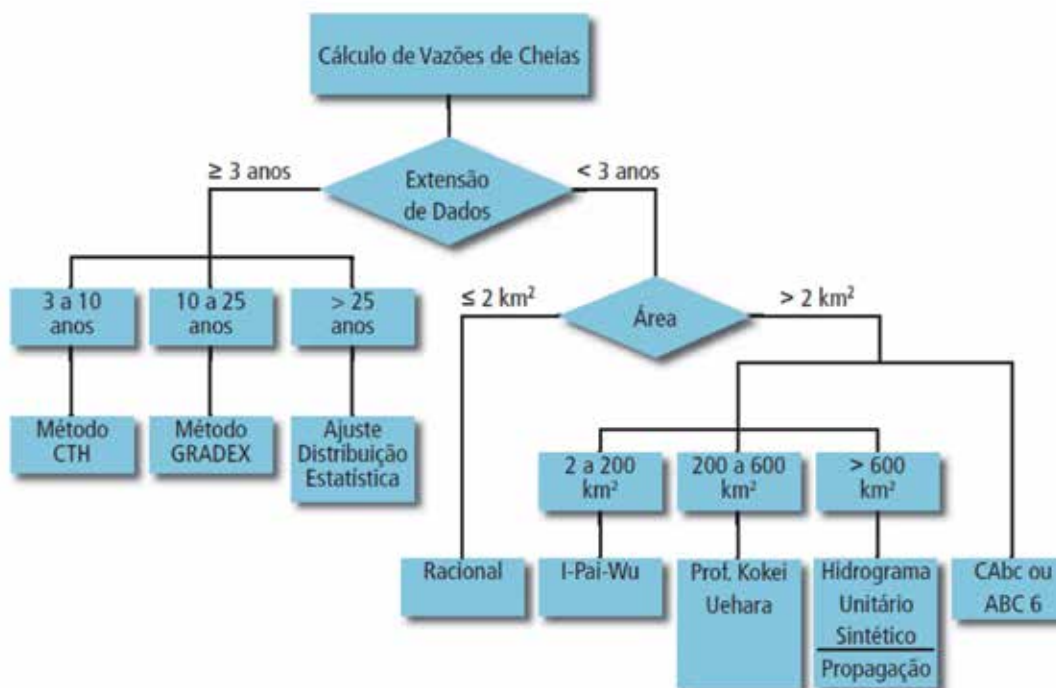 Cálculo de Vazões de Cheias
≥ 3 anos
Extensão
de Dados
< 3 anos
3 a 10
anos
10 a 25
anos
> 25
anos
≤ 2 km²
Área
> 2 km²
Método
CTH
Método
GRADEX
Ajuste
Distribuição
Estatística
2 a 200
km²
200 a 600
km²
> 600
km²
Racional
I-Pai-Wu
Prof. Kokei
Uehara
Hidrograma
Unitário
Sintético
Propagação
CAbc ou
ABC 6